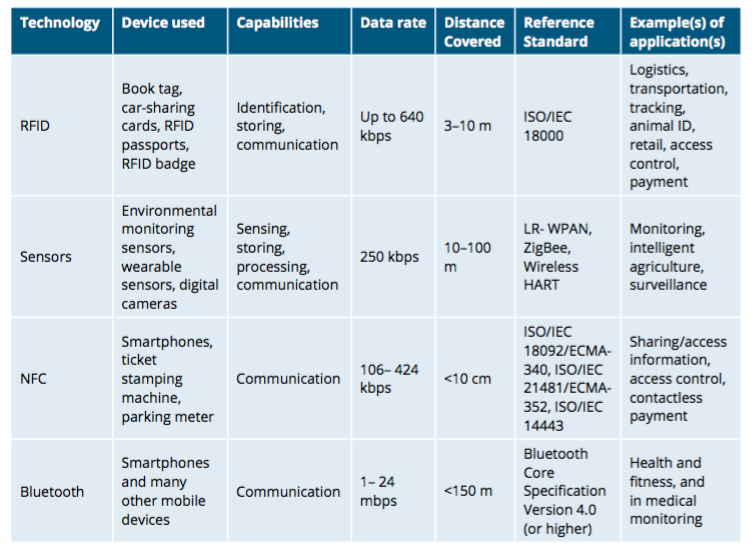 Technology
Device used
Capabilities
Data rate
Distance
Covered
Reference
Standard
Example(s) of
application(s)
RFID
Book tag,
car-sharing
cards, RFID
passports,
RFID badge
Identification,
storing,
communication
Up to 640
kbps
3–10 m
ISO/IEC
18000
Logistics,
transportation,
tracking,
animal ID,
retail, access
control,
payment
Sensors
Environmental
monitoring
sensors,
wearable
sensors, digital
cameras
Sensing,
storing,
processing,
communication
250 kbps
10–100
m
LR- WPAN,
ZigBee,
Wireless
HART
Monitoring,
intelligent
agriculture,
surveillance
NFC
Smartphones,
ticket
stamping
machine,
parking meter
Communication
106– 424
kbps
<10 cm
ISO/IEC
18092/ECMA-
340, ISO/IEC
21481/ECMA-
352, ISO/IEC
14443
Sharing/access
information,
access control,
contactless
payment
Bluetooth
Smartphones
and many
other mobile
devices
Communication
1– 24
mbps
<150 m
Bluetooth
Core
Specification
Version 4.0
(or higher)
Health and
fitness, and
in medical
monitoring